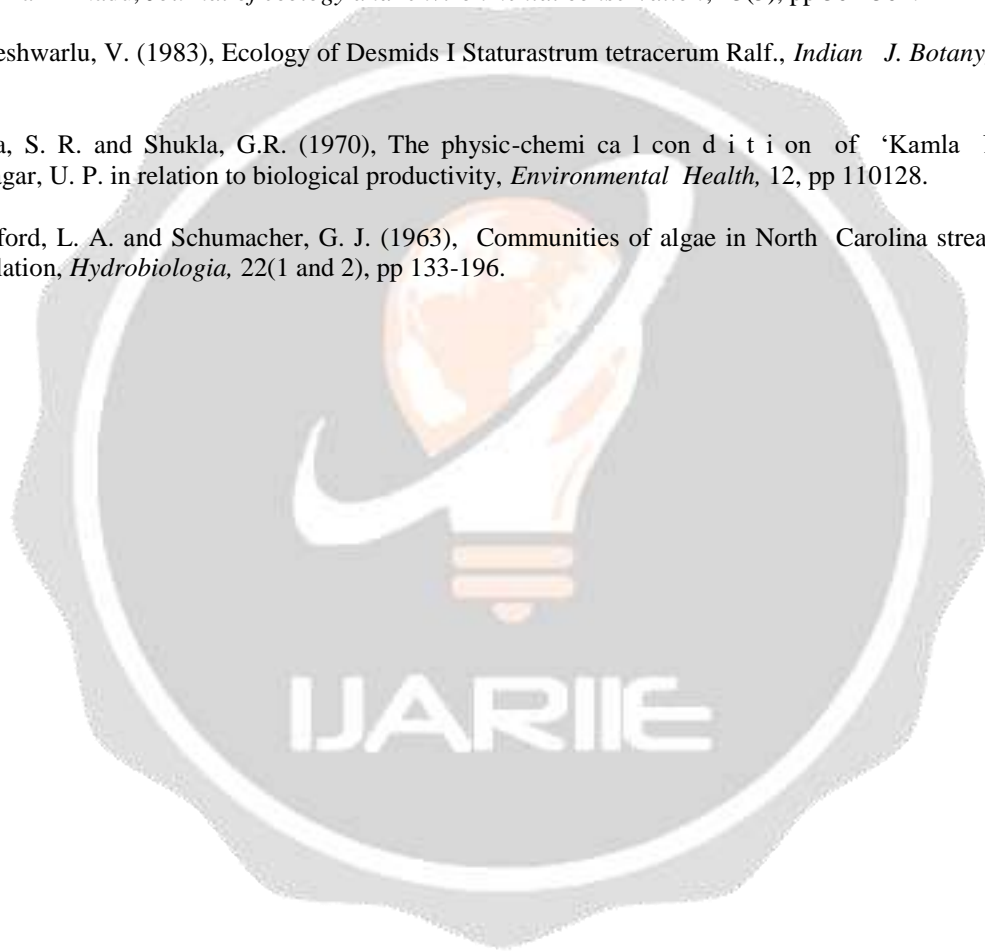 eshwarlu, V. (1983), Ecology of Desmids I Staturastrum tetracerum Ralf., Indian J. Botany
a, S. R. and Shukla, G.R. (1970), The physic-chemi ca l con d i t i on of ‘Kamla
gar, U. P. in relation to biological productivity, Environmental Health, 12, pp 110128.
ford, L. A. and Schumacher, G. J. (1963), Communities of algae in North Carolina strea
lation, Hydrobiologia, 22(1 and 2), pp 133-196.
IJARIIE